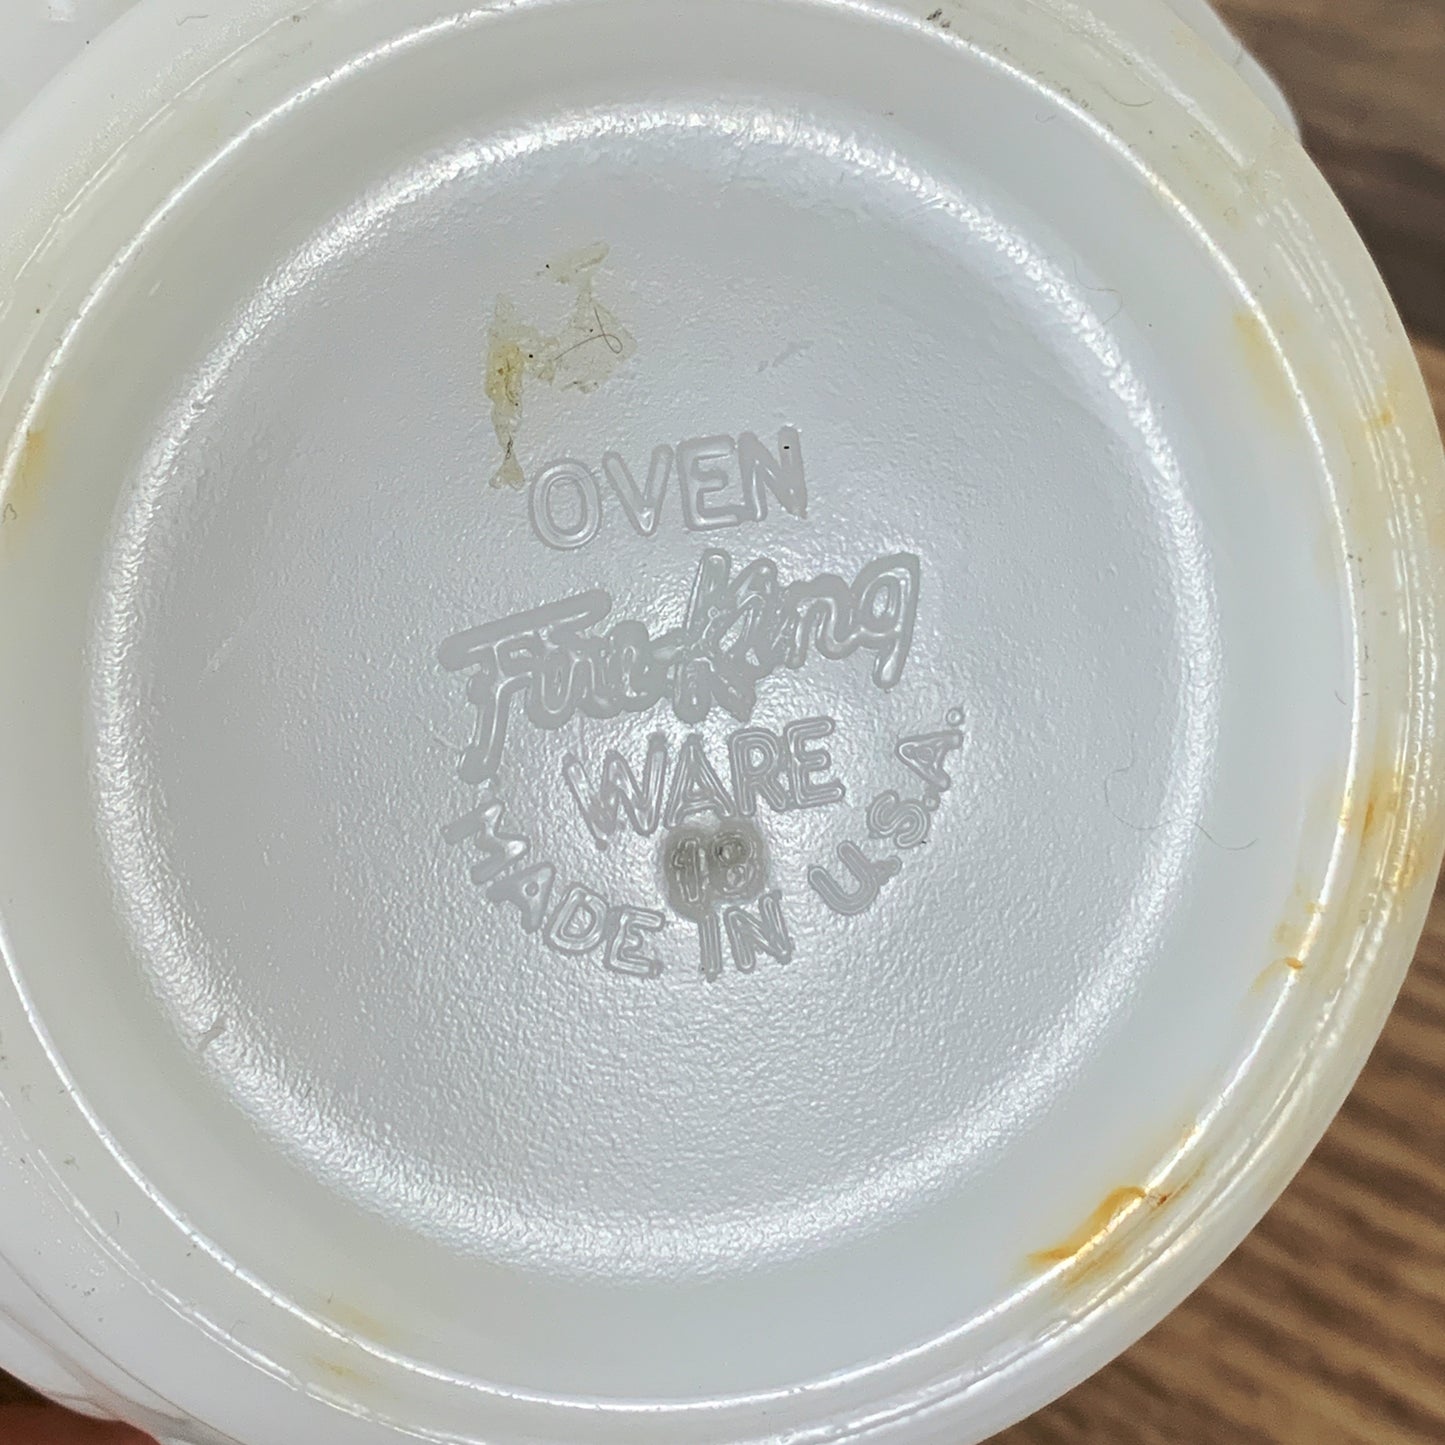 OVEN
Fire-King
WARE
18
MADE IN U.S.A.